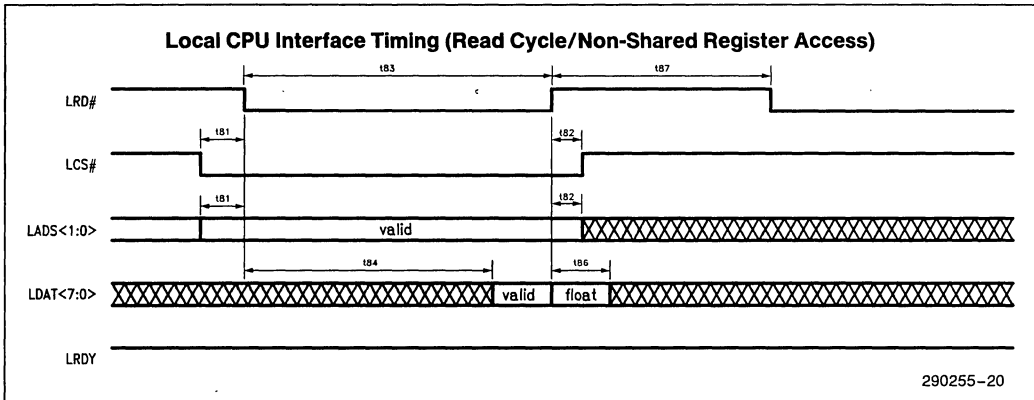 Local CPU Interface Timing (Read Cycle/Non-Shared Register Access)
t83 t87
LRD#
t81 t82
LCS#
t81 t82
LADS<1:0> valid
t84 t86
LDAT<7:0> valid float
LRDY
290255-20